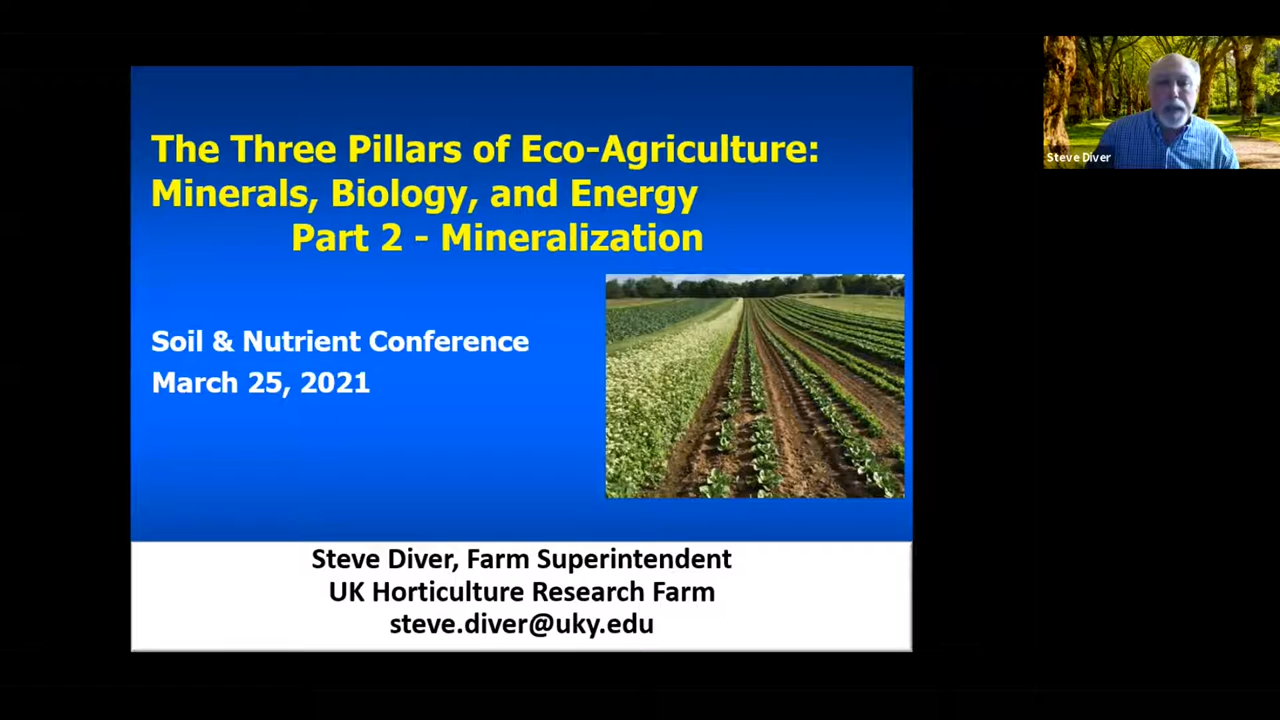 The Three Pillars of Eco-Agriculture:
Minerals, Biology, and Energy
Part 2 - Mineralization
Soil & Nutrient Conference
March 25, 2021
Steve Diver, Farm Superintendent
UK Horticulture Research Farm
steve.diver@uky.edu
Steve Diver